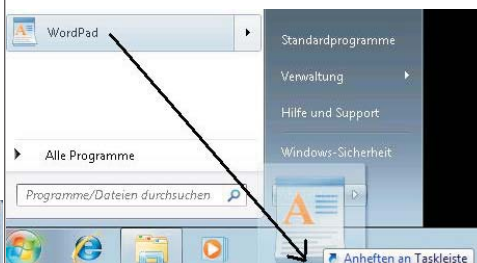 WordPad
Standardprogramme
Verwaltung
Hilfe und Support
Alle Programme
Windows-Sicherheit
Programme/Dateien durchsuchen
Anheften an Taskleiste